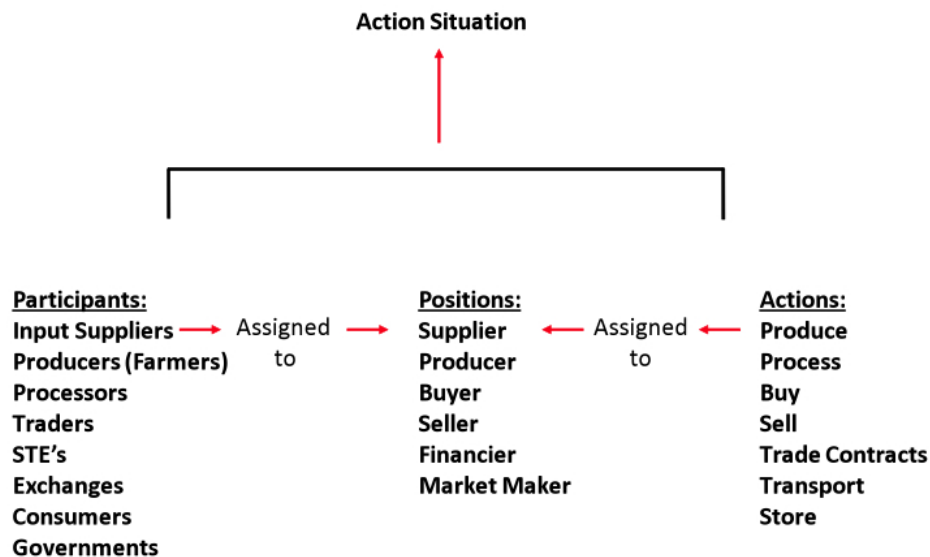 Action Situation
Participants:
Input Suppliers
Producers (Farmers)
Processors
Traders
STE's
Exchanges
Consumers
Governments
Assigned
to
Positions:
Supplier
Producer
Buyer
Seller
Financier
Market Maker
Assigned
to
Actions:
Produce
Process
Buy
Sell
Trade Contracts
Transport
Store